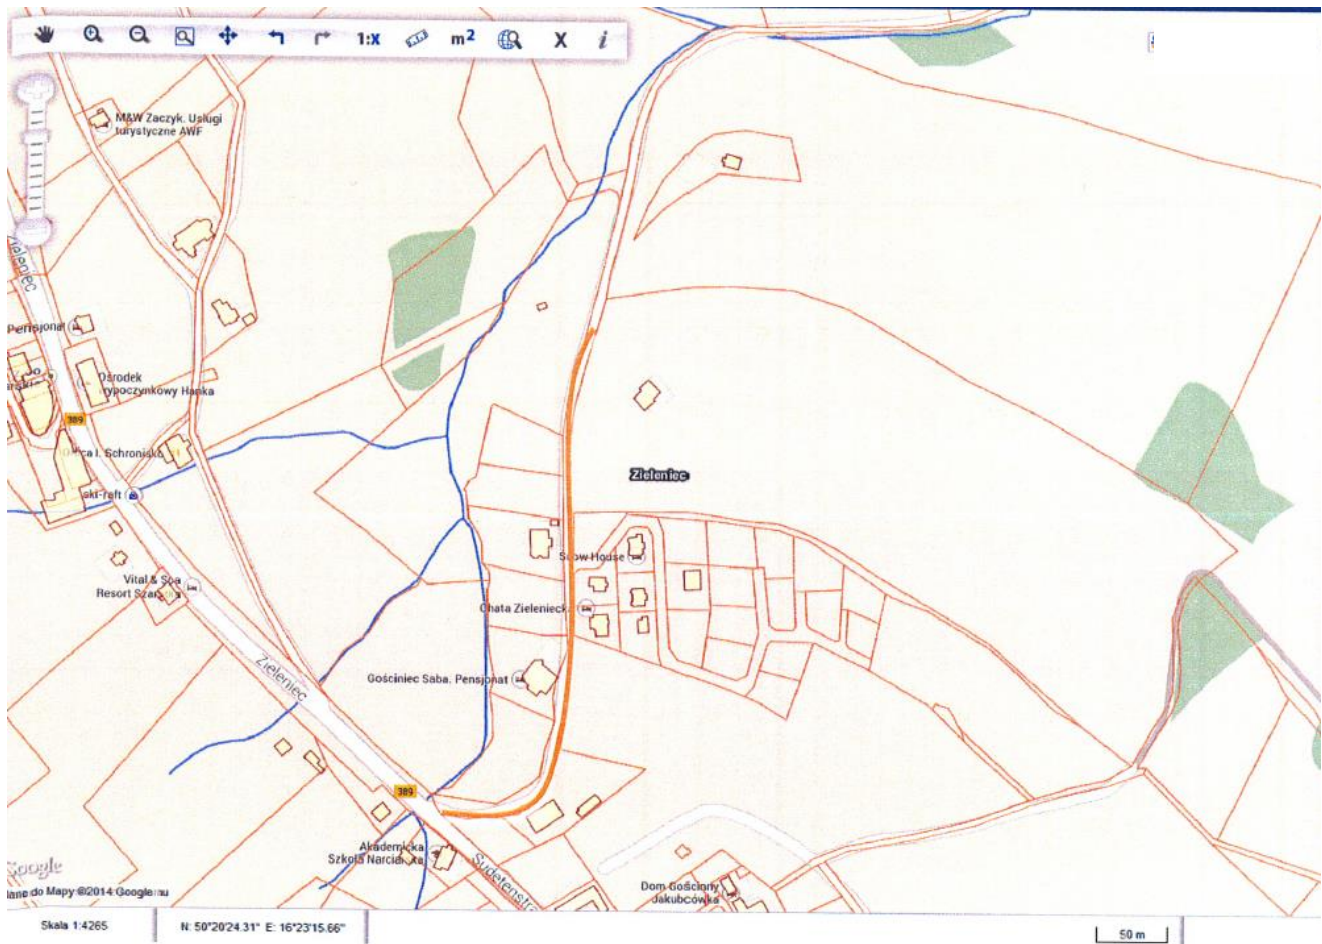 1:x
m²
X
i
M&W Zaczyk. Usługi
turystyczne AWF
Zieleniec
Pensjonat
Ośrodek
Wypoczynkowy Hanka
389
I. Schronisko
ski-raft
Zieleniec
Snow House
Vital & Spa
Resort Szarotka
Chata Zieleniecka
Zieleniec
Gościniec Saba. Pensjonat
389
Akademicka
Szkoła Narciarska
Google
do Mapy ©2014 Google
Dom Gościnny
Jakubcówka
Skala 1:4265
N: 50°20'24.31" E: 16°23'15.66"
50 m